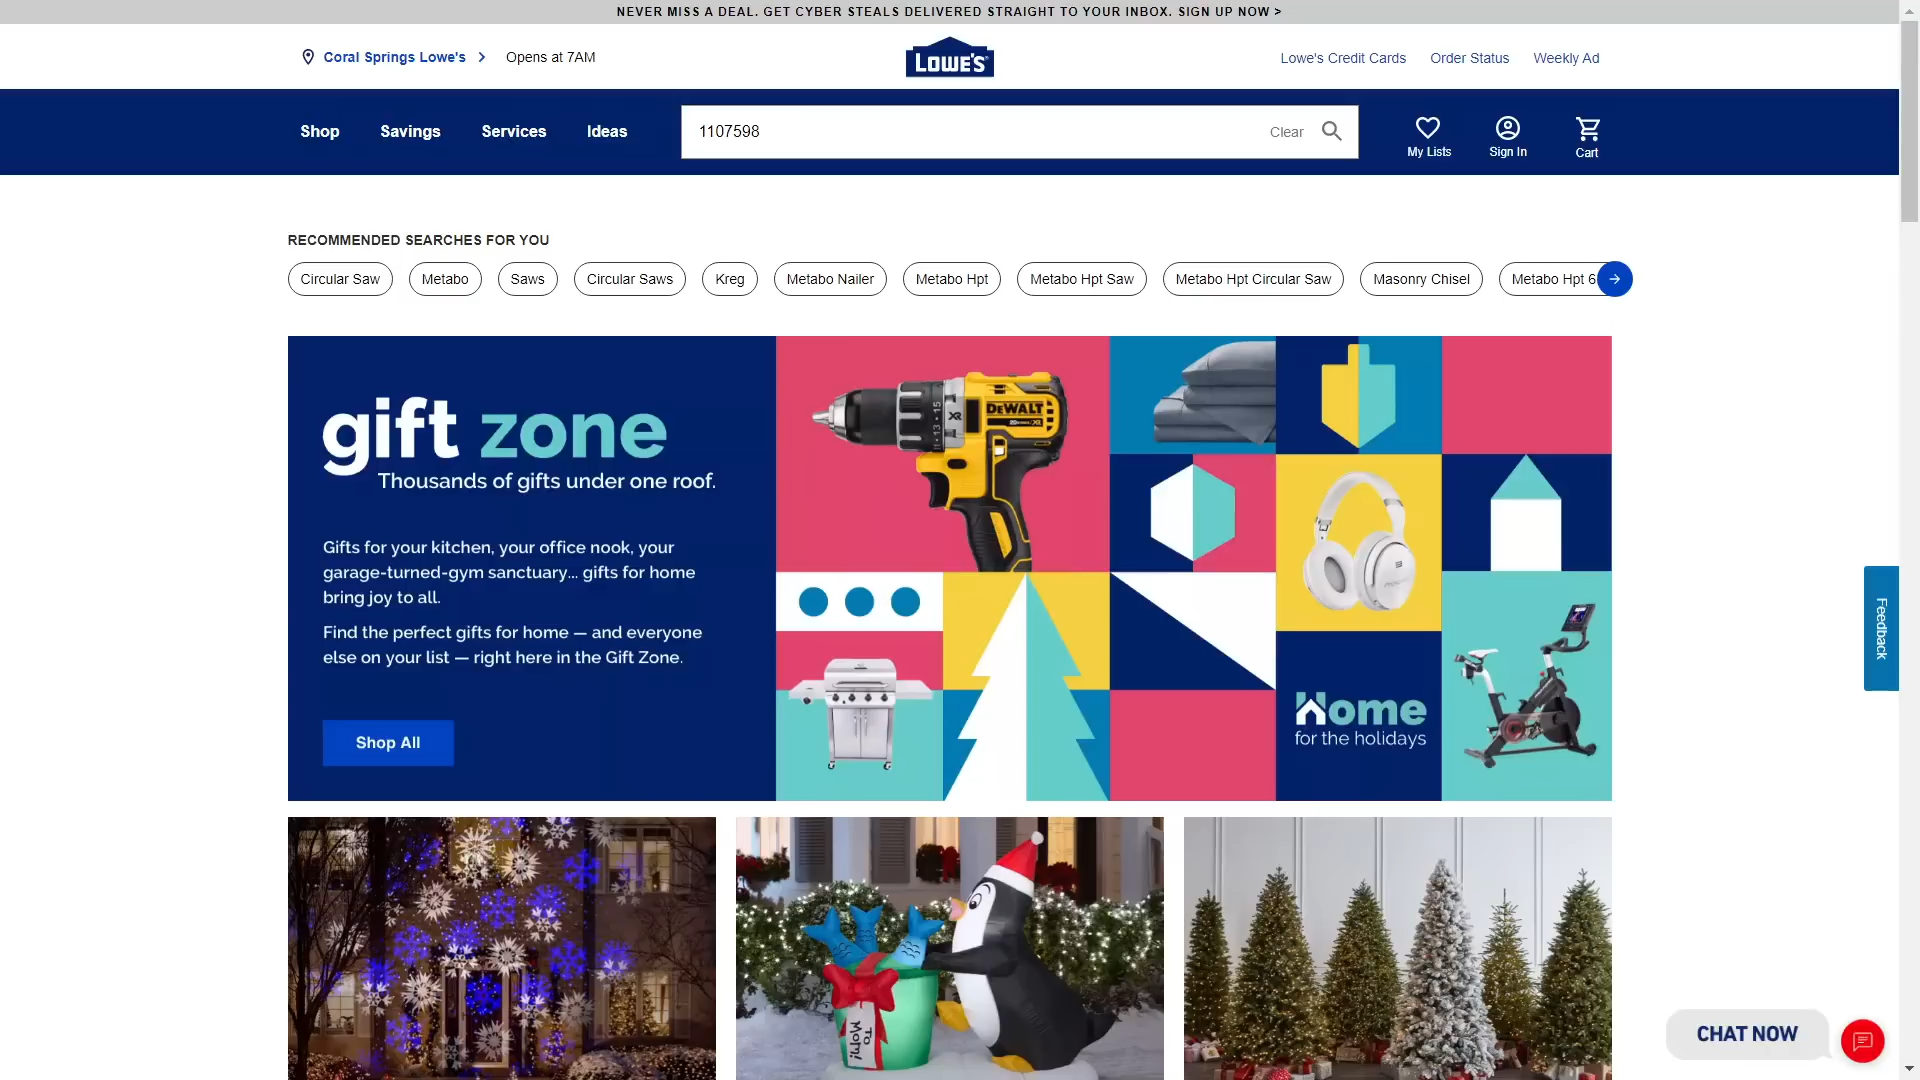 NEVER MISS A DEAL. GET CYBER STEALS DELIVERED STRAIGHT TO YOUR INBOX. SIGN UP NOW >
Coral Springs Lowe's
Opens at 7AM
LOWE'S
Lowe's Credit Cards
Order Status
Weekly Ad
Shop
Savings
Services
Ideas
1107598
Clear
My Lists
Sign In
Cart
RECOMMENDED SEARCHES FOR YOU
Circular Saw
Metabo
Saws
Circular Saws
Kreg
Metabo Nailer
Metabo Hpt
Metabo Hpt Saw
Metabo Hpt Circular Saw
Masonry Chisel
Metabo Hpt 6
gift zone
Thousands of gifts under one roof.
Gifts for your kitchen, your office nook, your
garage-turned-gym sanctuary... gifts for home
bring joy to all.
Find the perfect gifts for home — and everyone
else on your list — right here in the Gift Zone.
Shop All
DEWALT
XR
Home
for the holidays
Feedback
To
Mom!
CHAT NOW